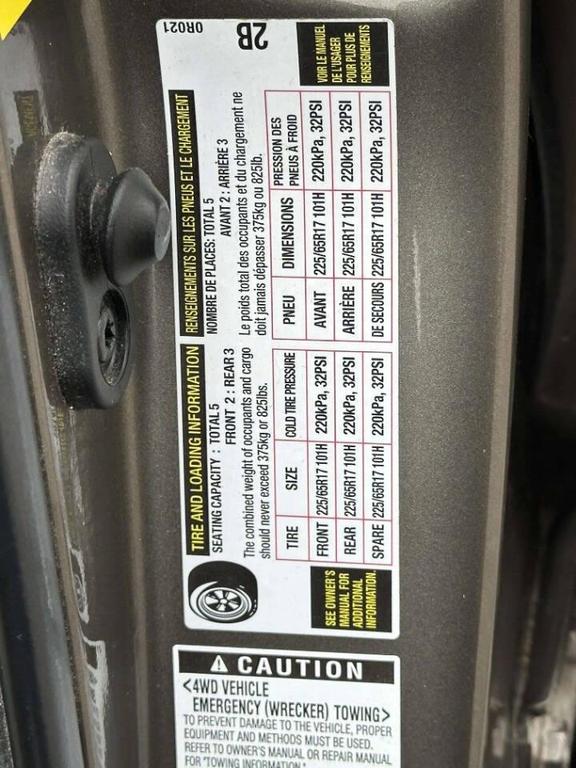 TIRE AND LOADING INFORMATION
SEATING CAPACITY : TOTAL 5
FRONT 2 : REAR 3
The combined weight of occupants and cargo
should never exceed 375kg or 825lbs.
TIRE SIZE COLD TIRE PRESSURE
FRONT 225/65R17 101H 220kPa, 32PSI
REAR 225/65R17 101H 220kPa, 32PSI
SPARE 225/65R17 101H 220kPa, 32PSI
SEE OWNER'S
MANUAL FOR
ADDITIONAL
INFORMATION.
RENSEIGNEMENTS SUR LES PNEUS ET LE CHARGEMENT
NOMBRE DE PLACES: TOTAL 5
AVANT 2 : ARRIÈRE 3
Le poids total des occupants et du chargement ne
doit jamais dépasser 375kg ou 825lb.
PNEU DIMENSIONS PRESSION DES
PNEUS À FROID
AVANT 225/65R17 101H 220kPa, 32PSI
ARRIÈRE 225/65R17 101H 220kPa, 32PSI
DE SECOURS 225/65R17 101H 220kPa, 32PSI
0R021
2B
VOIR LE MANUEL
DE L'USAGER
POUR PLUS DE
RENSEIGNEMENTS
CAUTION
<4WD VEHICLE
EMERGENCY (WRECKER) TOWING>
TO PREVENT DAMAGE TO THE VEHICLE, PROPER
EQUIPMENT AND METHODS MUST BE USED.
REFER TO OWNER'S MANUAL OR REPAIR MANUAL
FOR "TOWING INFORMATION."